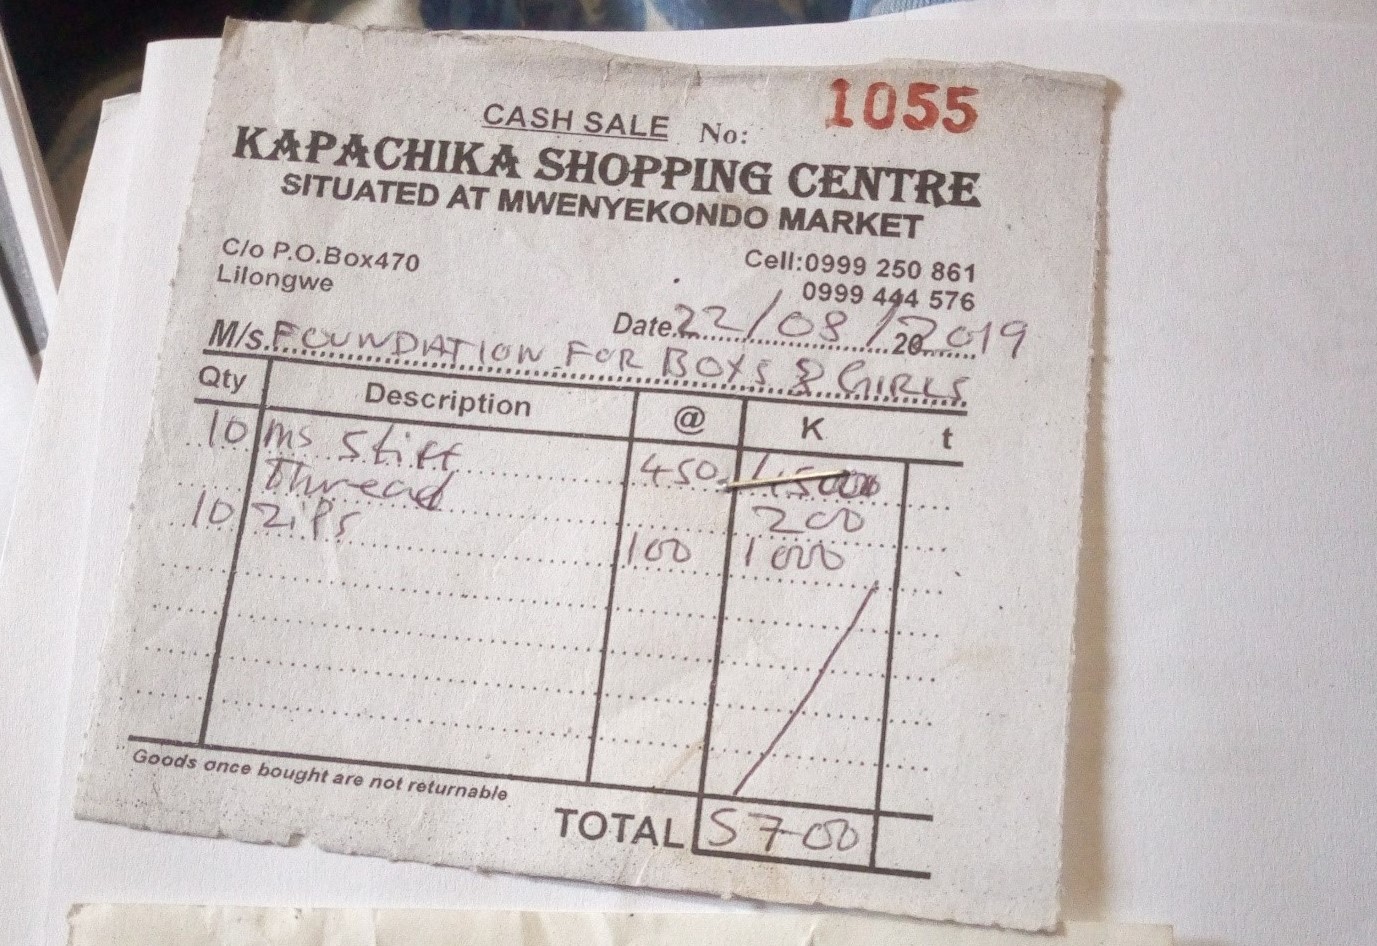 CASH SALE No: 1055
KAPACHIKA SHOPPING CENTRE
SITUATED AT MWENYEKONDO MARKET
C/o P.O.Box470
Lilongwe
Cell:0999 250 861
0999 444 576
Date 22/08/2019
M/s. FOUNDATION FOR BOYS & GIRLS
Qty Description @ K t
10 ms stiff 450 4500
Thread 200
10 Zips 100 1000
Goods once bought are not returnable
TOTAL 5700